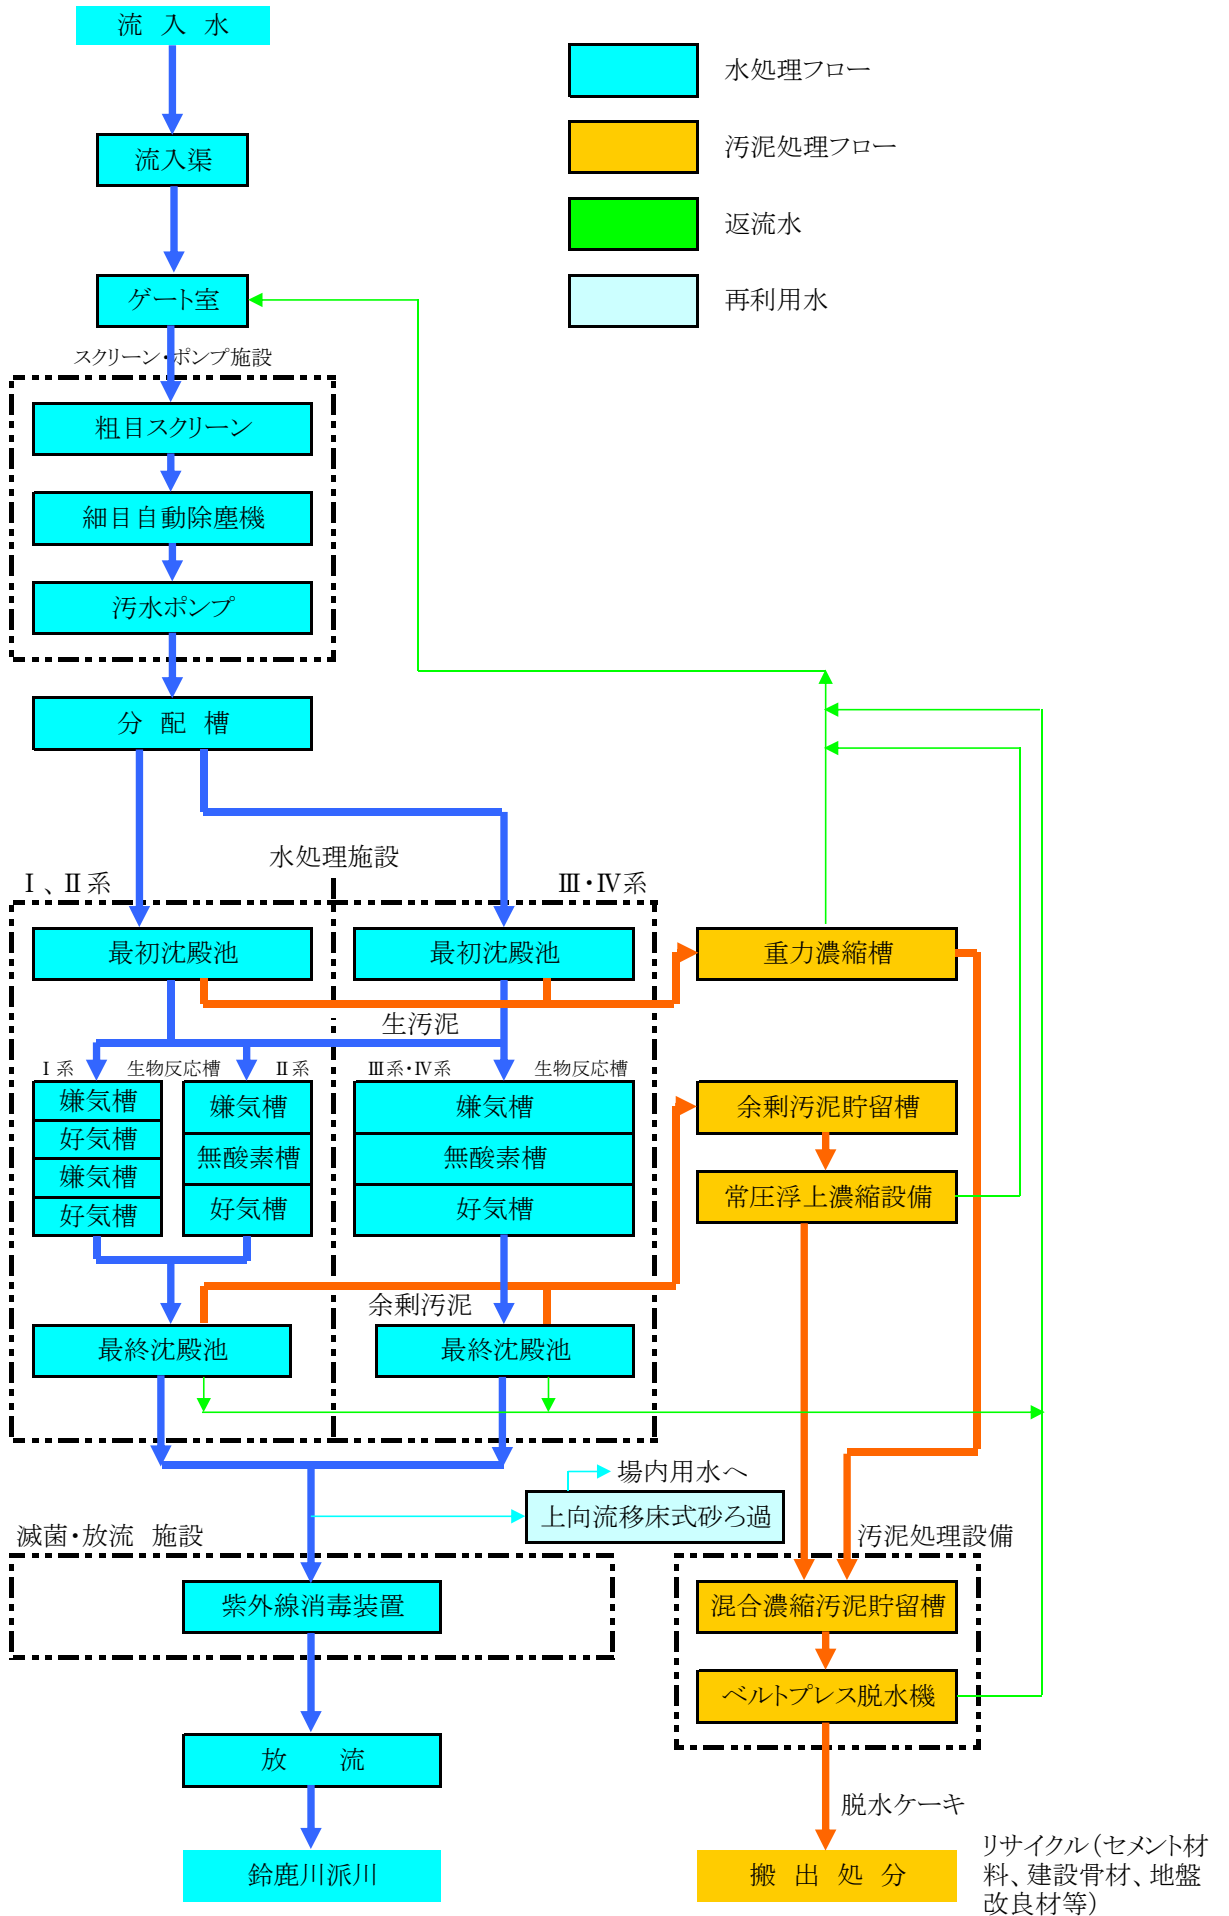 流 入 水
水処理フロー
汚泥処理フロー
流入渠
返流水
ゲート室
再利用水
スクリーン・ポンプ施設
粗目スクリーン
細目自動除塵機
汚水ポンプ
分 配 槽
水処理施設
Ⅰ、Ⅱ系
Ⅲ・Ⅳ系
最初沈殿池
最初沈殿池
重力濃縮槽
生汚泥
Ⅰ系
生物反応槽
Ⅱ系
Ⅲ系・Ⅳ系
生物反応槽
嫌気槽
好気槽
嫌気槽
好気槽
嫌気槽
無酸素槽
好気槽
嫌気槽
無酸素槽
好気槽
余剰汚泥貯留槽
常圧浮上濃縮設備
余剰汚泥
最終沈殿池
最終沈殿池
場内用水へ
上向流移床式砂ろ過
滅菌・放流 施設
汚泥処理設備
紫外線消毒装置
混合濃縮汚泥貯留槽
ベルトプレス脱水機
放 流
脱水ケーキ
鈴鹿川派川
搬 出 処 分
リサイクル(セメント材
料、建設骨材、地盤
改良材等)